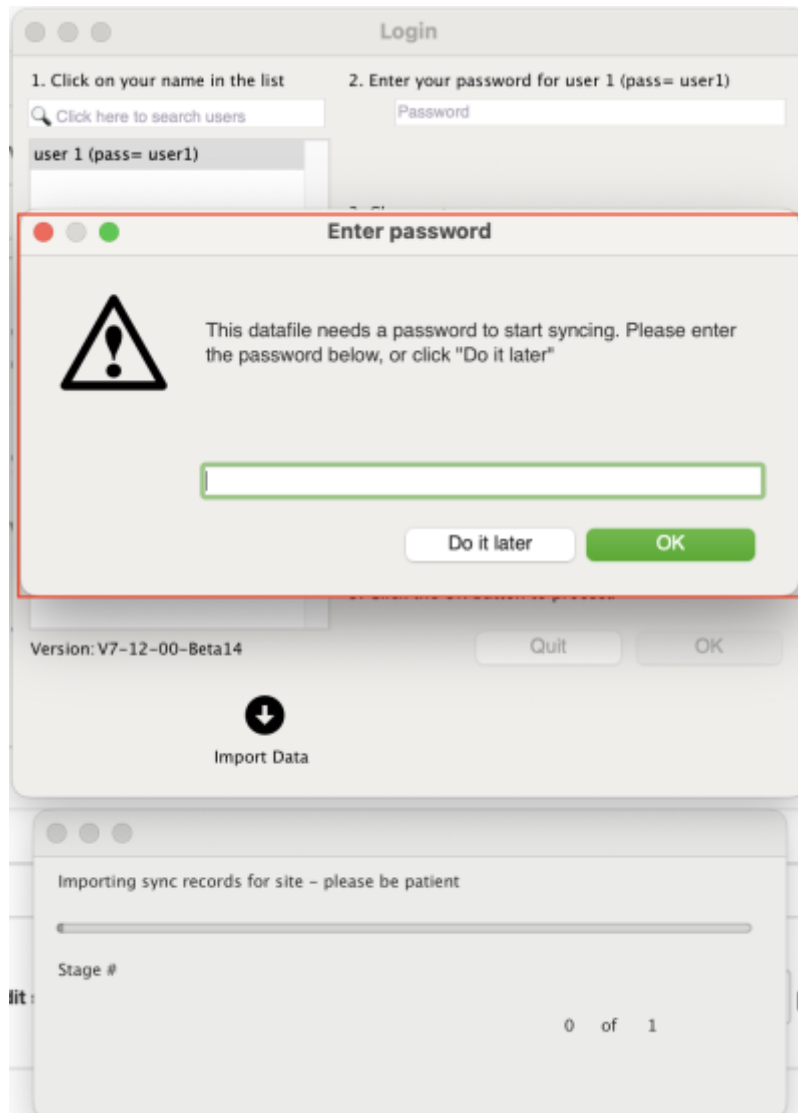 Login
1. Click on your name in the list
2. Enter your password for user 1 (pass= user1)
Click here to search users
Password
user 1 (pass= user1)
Enter password
This datafile needs a password to start syncing. Please enter
the password below, or click "Do it later"
Do it later
OK
Version: V7-12-00-Beta14
Quit
OK
Import Data
Importing sync records for site – please be patient
Stage #
dit
0 of 1